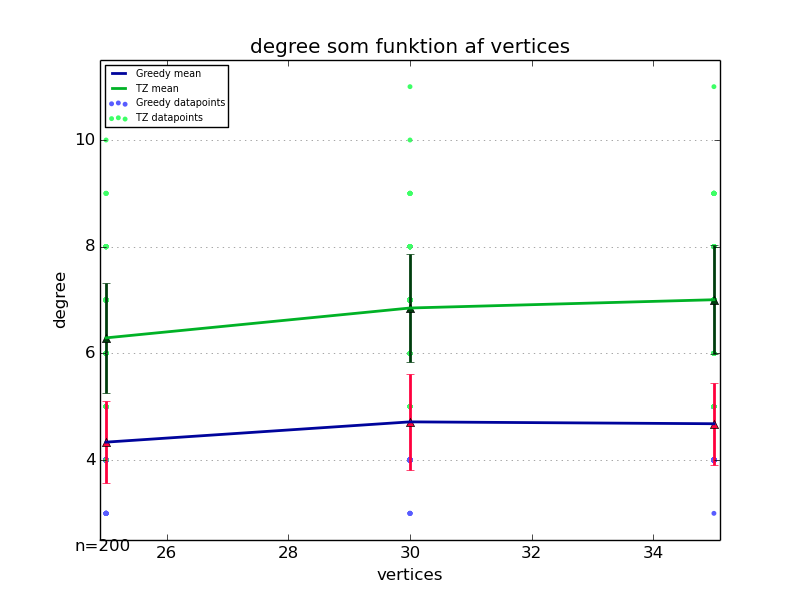 degree som funktion af vertices
Greedy mean
TZ mean
Greedy datapoints
TZ datapoints
10
8
6
4
degree
n=200
26 28 30 32 34
vertices